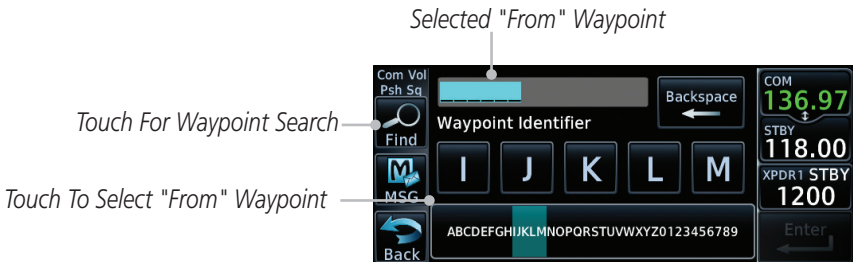 Selected "From" Waypoint
Com Vol
Psh Sq
COM
136.97
Backspace
Touch For Waypoint Search
Find
Waypoint Identifier
STBY
118.00
I J K L M
MSG
XPDR1 STBY
1200
Touch To Select "From" Waypoint
ABCDEFGHIJKLMNOPQRSTUVWXYZ0123456789
Back
Enter